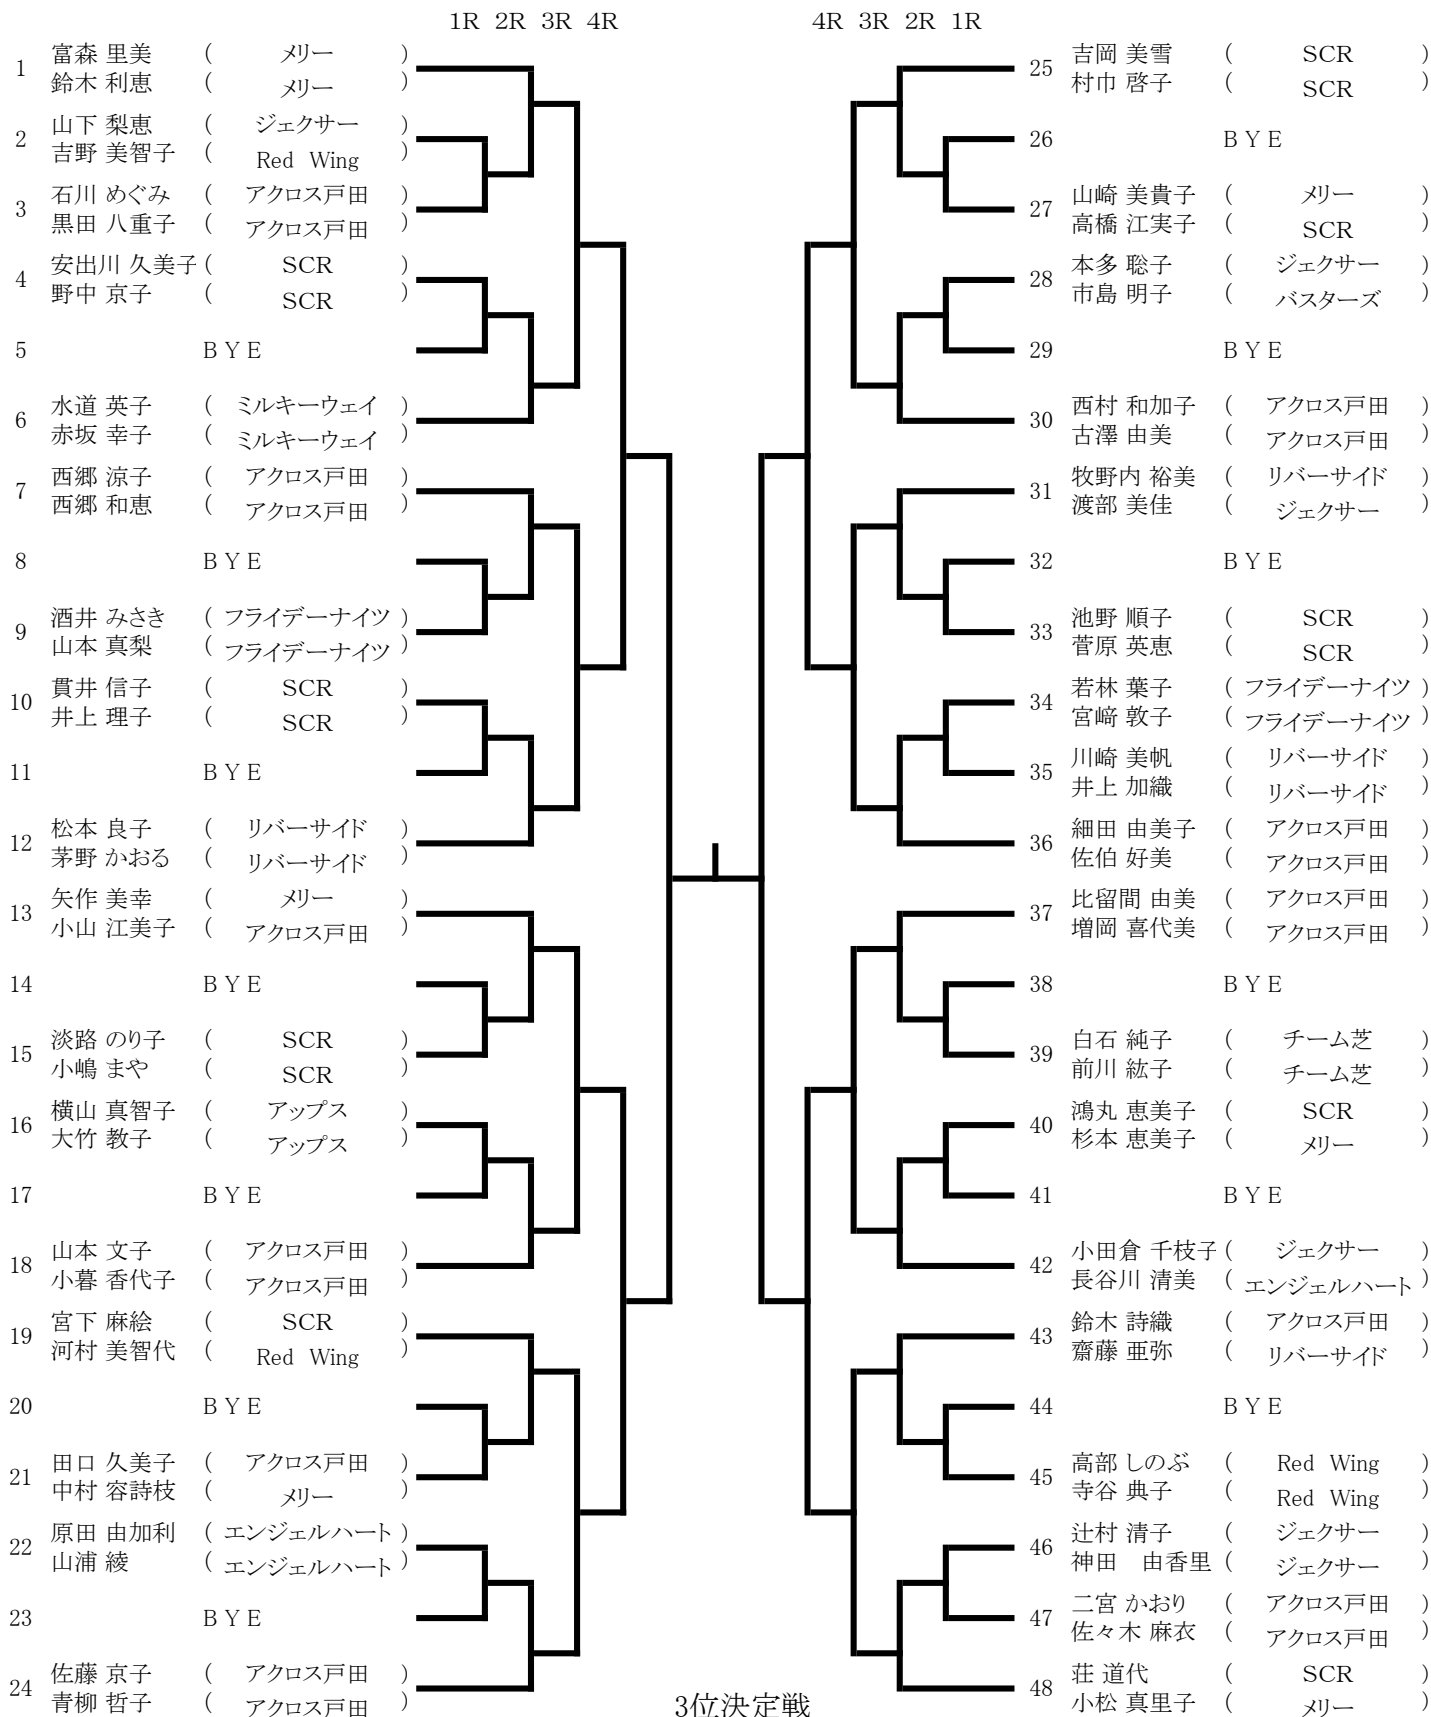 1R 2R 3R 4R
4R 3R 2R 1R
1 富森 里美 ( メリー )
鈴木 利恵 ( メリー )
2 山下 梨恵 ( ジェクサー )
吉野 美智子 ( Red Wing )
3 石川 めぐみ ( アクロス戸田 )
黒田 八重子 ( アクロス戸田 )
4 安出川 久美子 ( SCR )
野中 京子 ( SCR )
5 BYE
6 水道 英子 ( ミルキーウェイ )
赤坂 幸子 ( ミルキーウェイ )
7 西郷 涼子 ( アクロス戸田 )
西郷 和恵 ( アクロス戸田 )
8 BYE
9 酒井 みさき ( フライデーナイツ )
山本 真梨 ( フライデーナイツ )
10 貫井 信子 ( SCR )
井上 理子 ( SCR )
11 BYE
12 松本 良子 ( リバーサイド )
茅野 かおる ( リバーサイド )
13 矢作 美幸 ( メリー )
小山 江美子 ( アクロス戸田 )
14 BYE
15 淡路 のり子 ( SCR )
小嶋 まや ( SCR )
16 横山 真智子 ( アップス )
大竹 教子 ( アップス )
17 BYE
18 山本 文子 ( アクロス戸田 )
小暮 香代子 ( アクロス戸田 )
19 宮下 麻絵 ( SCR )
河村 美智代 ( Red Wing )
20 BYE
21 田口 久美子 ( アクロス戸田 )
中村 容詩枝 ( メリー )
22 原田 由加利 ( エンジェルハート )
山浦 綾 ( エンジェルハート )
23 BYE
24 佐藤 京子 ( アクロス戸田 )
青柳 哲子 ( アクロス戸田 )
25 吉岡 美雪 ( SCR )
村巾 啓子 ( SCR )
26 BYE
27 山崎 美貴子 ( メリー )
高橋 江実子 ( SCR )
28 本多 聡子 ( ジェクサー )
市島 明子 ( バスターズ )
29 BYE
30 西村 和加子 ( アクロス戸田 )
古澤 由美 ( アクロス戸田 )
31 牧野内 裕美 ( リバーサイド )
渡部 美佳 ( ジェクサー )
32 BYE
33 池野 順子 ( SCR )
菅原 英恵 ( SCR )
34 若林 葉子 ( フライデーナイツ )
宮﨑 敦子 ( フライデーナイツ )
35 川崎 美帆 ( リバーサイド )
井上 加織 ( リバーサイド )
36 細田 由美子 ( アクロス戸田 )
佐伯 好美 ( アクロス戸田 )
37 比留間 由美 ( アクロス戸田 )
増岡 喜代美 ( アクロス戸田 )
38 BYE
39 白石 純子 ( チーム芝 )
前川 紘子 ( チーム芝 )
40 鴻丸 恵美子 ( SCR )
杉本 恵美子 ( メリー )
41 BYE
42 小田倉 千枝子 ( ジェクサー )
長谷川 清美 ( エンジェルハート )
43 鈴木 詩織 ( アクロス戸田 )
齋藤 亜弥 ( リバーサイド )
44 BYE
45 高部 しのぶ ( Red Wing )
寺谷 典子 ( Red Wing )
46 辻村 清子 ( ジェクサー )
神田 由香里 ( ジェクサー )
47 二宮 かおり ( アクロス戸田 )
佐々木 麻衣 ( アクロス戸田 )
48 荘 道代 ( SCR )
小松 真里子 ( メリー )
3位決定戦